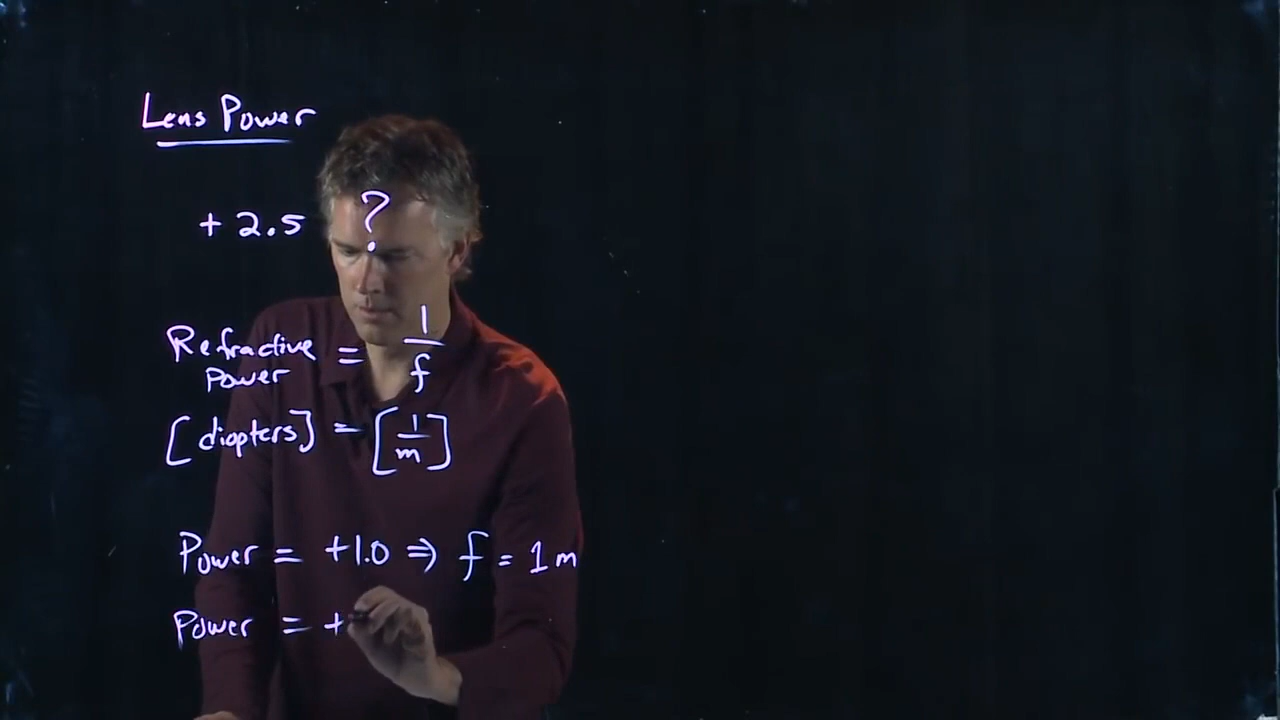 Lens Power
+ 2.5 ?
Refractive Power = 1/f
[diopters] = [1/m]
Power = +1.0 ⇒ f = 1 m
Power = +